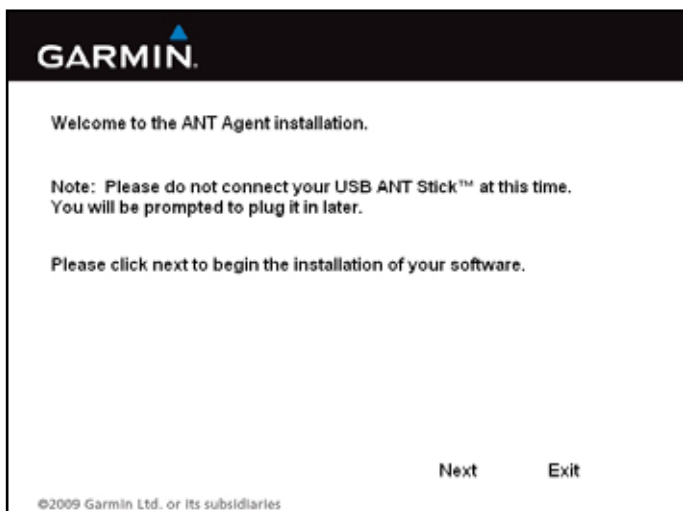 GARMIN.
Welcome to the ANT Agent installation.
Note: Please do not connect your USB ANT Stick™ at this time.
You will be prompted to plug it in later.
Please click next to begin the installation of your software.
Next Exit
©2009 Garmin Ltd. or its subsidiaries